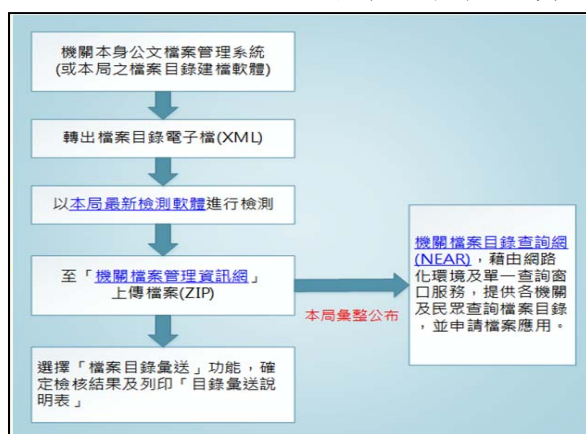 機關本身公文檔案管理系統
(或本局之檔案目錄建檔軟體)
轉出檔案目錄電子檔(XML)
以本局最新檢測軟體進行檢測
至「機關檔案管理資訊網」
上傳檔案(ZIP)
選擇「檔案目錄彙送」功能，確
定檢核結果及列印「目錄彙送說
明表」
本局彙整公布
機關檔案目錄查詢網
(NEAR)，藉由網路
化環境及單一查詢窗
口服務，提供各機關
及民眾查詢檔案目錄
，並申請檔案應用。